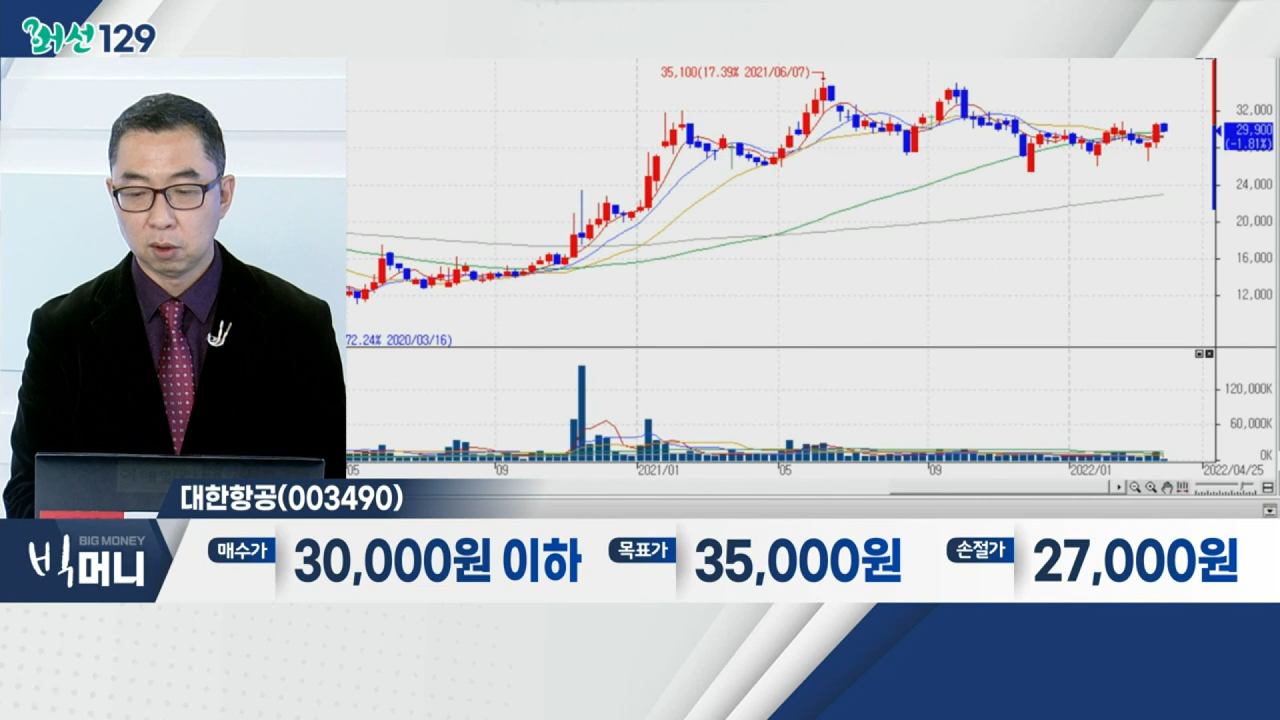 머선129
35,100(17.39% 2021/06/07)
32,000
29,900
(-1.81%)
24,000
20,000
16,000
12,000
72.24% 2020/03/16)
120,000K
60,000K
0K
05
09
2021/01
05
09
2022/01
2022/04/25
대한항공(003490)
BIG MONEY
빅머니
매수가
30,000원 이하
목표가
35,000원
손절가
27,000원